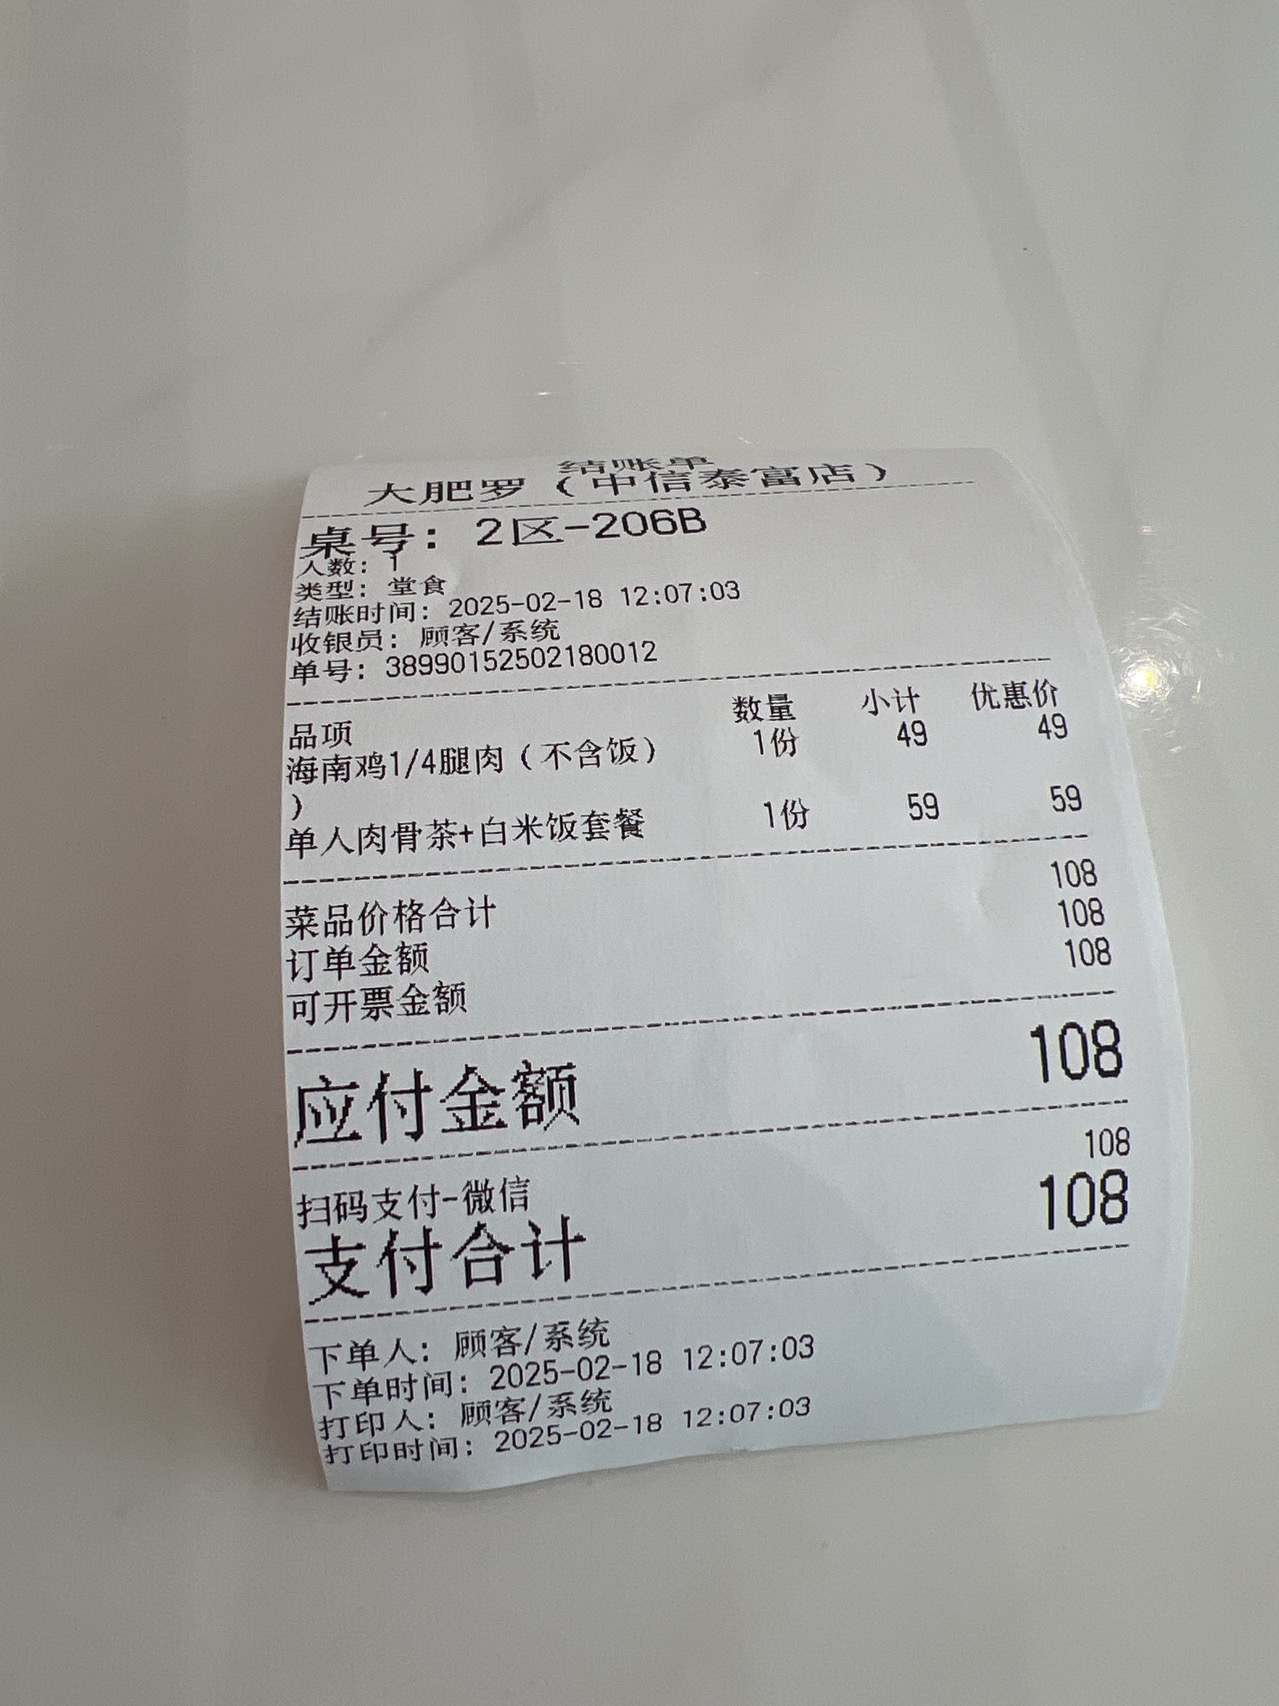 结账单
大肥罗（中信泰富店）
桌号：2区-206B
人数：1
类型：堂食
结账时间：2025-02-18 12:07:03
收银员：顾客/系统
单号：38990152502180012
品项 数量 小计 优惠价
海南鸡1/4腿肉（不含饭） 1份 49 49
）
单人肉骨茶+白米饭套餐 1份 59 59
菜品价格合计 108
订单金额 108
可开票金额 108
应付金额 108
扫码支付-微信 108
支付合计 108
下单人：顾客/系统
下单时间：2025-02-18 12:07:03
打印人：顾客/系统
打印时间：2025-02-18 12:07:03